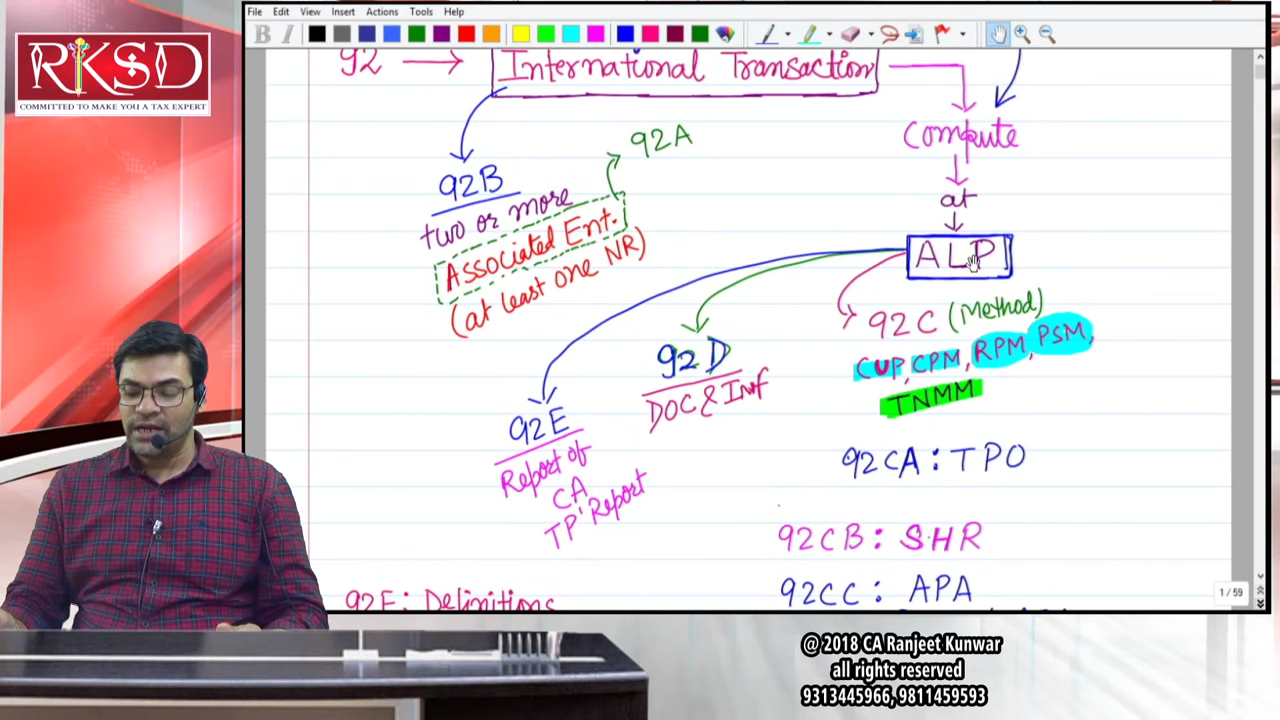 File Edit View Insert Actions Tools Help
B I
RKSD
COMMITTED TO MAKE YOU A TAX EXPERT
92 → International Transaction
92A
Compute
at
ALP
92B
two or more
Associated Ent.
(at least one NR)
92C (Method)
CUP, CPM, RPM, PSM,
TNMM
92D
DOC & Inf
92E
Report of
CA
TP' Report
92CA : TPO
92CB : SHR
92CC : APA
92F: Definitions
1 / 59
@ 2018 CA Ranjeet Kunwar
all rights reserved
9313445966, 9811459593